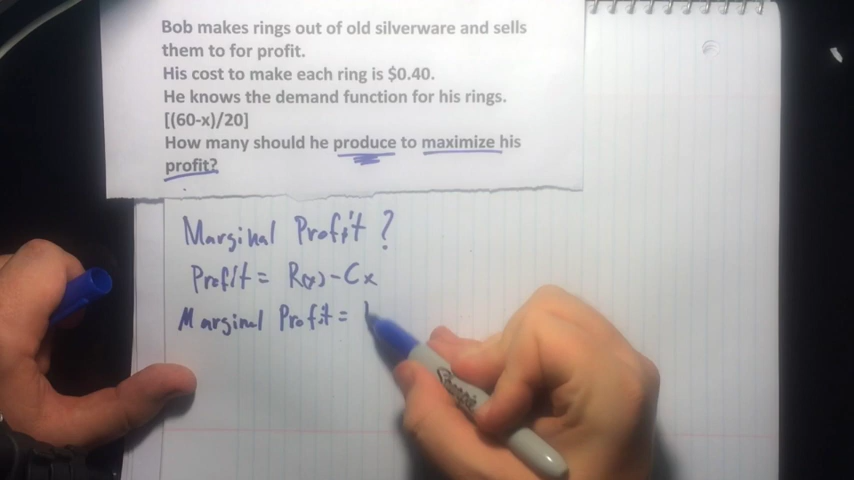 Bob makes rings out of old silverware and sells
them to for profit.
His cost to make each ring is $0.40.
He knows the demand function for his rings.
[(60-x)/20]
How many should he produce to maximize his
profit?
Marginal Profit ?
Profit = R(x) - Cx
Marginal Profit =
Sharpie